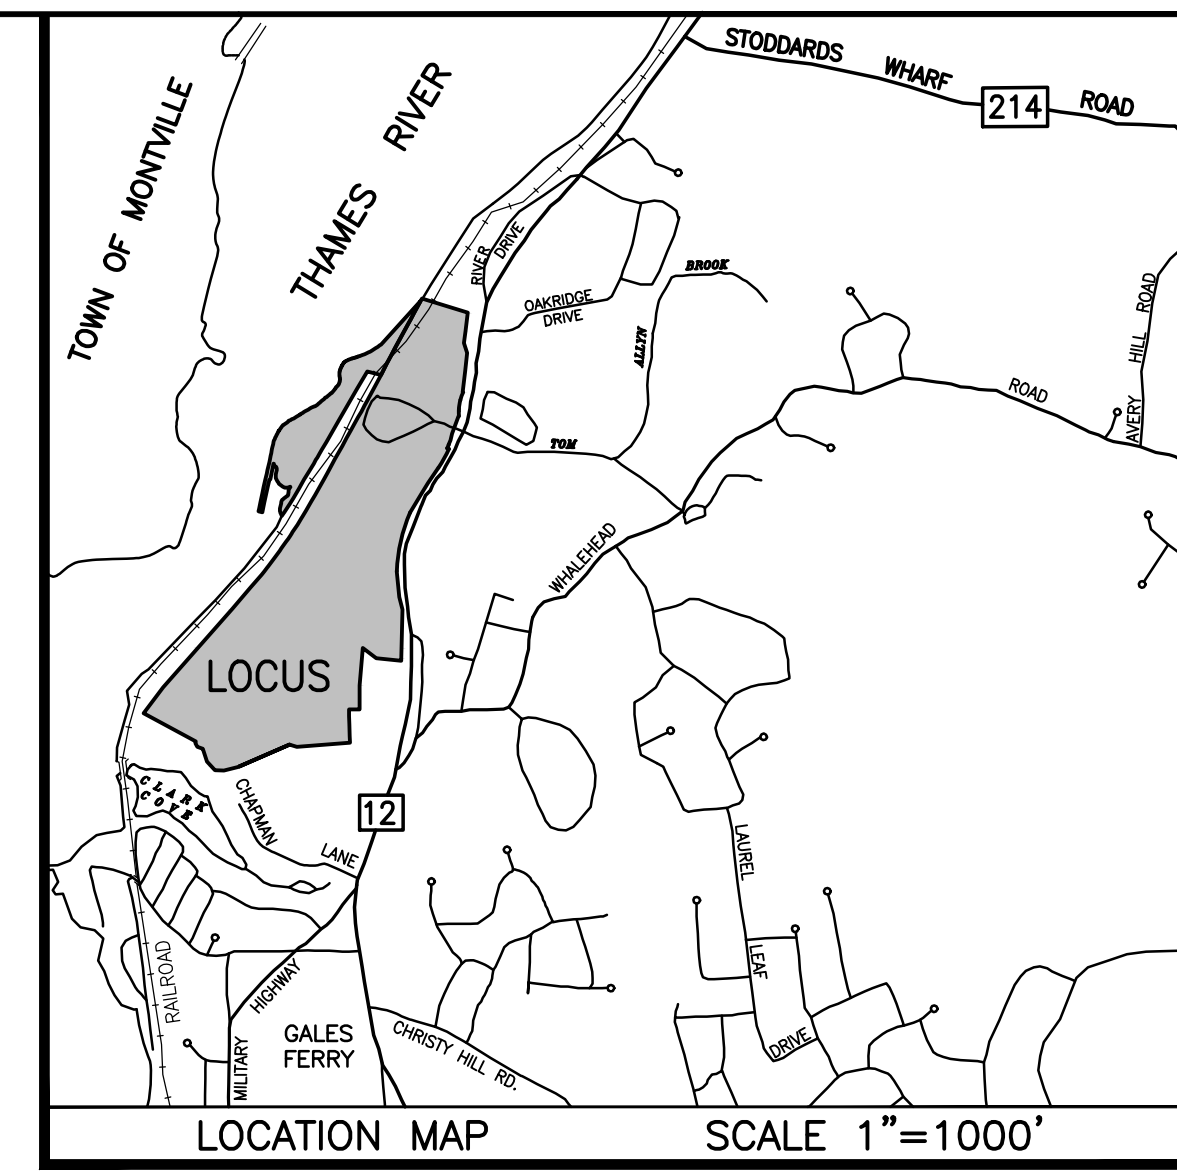 STODDARDS WHARF ROAD
214
TOWN OF MONTVILLE
THAMES RIVER
RIVER DRIVE
BROOK
OAKRIDGE
DRIVE
ALLYN
AVERY HILL ROAD
ROAD
TOM
WHALEHEAD
LOCUS
CLARK
COVE
CHAPMAN LANE
12
LAUREL LEAF DRIVE
RAILROAD
MILITARY HIGHWAY
GALES
FERRY
CHRISTY HILL RD.
LOCATION MAP SCALE 1"=1000'